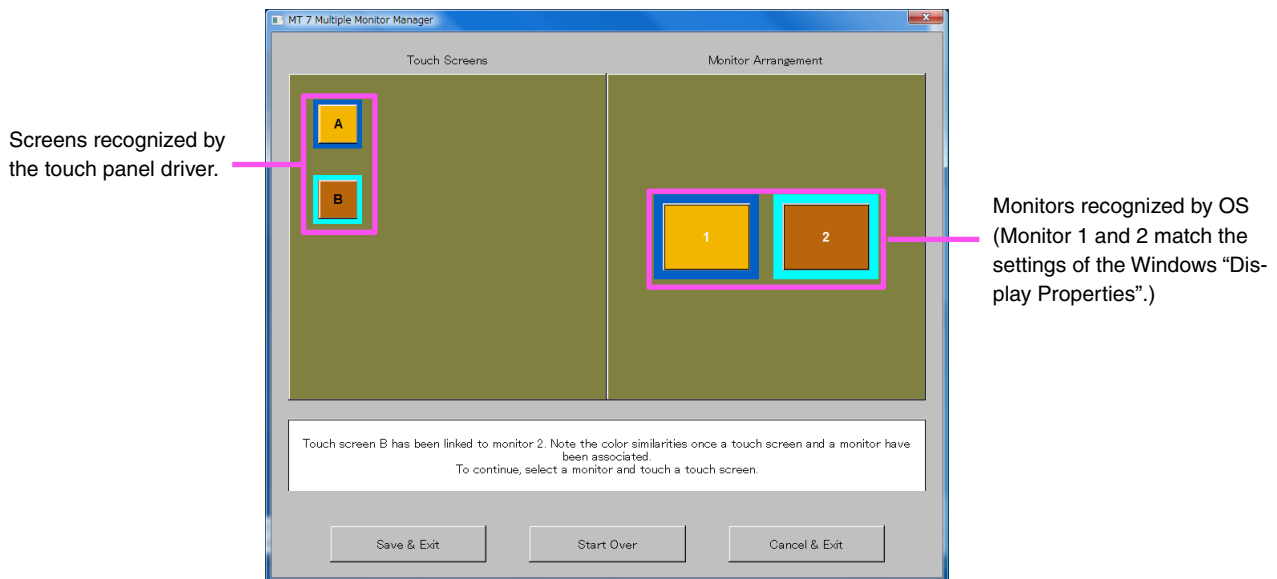 MT 7 Multiple Monitor Manager
Touch Screens
Monitor Arrangement
A
B
1
2
Screens recognized by
the touch panel driver.
Monitors recognized by OS
(Monitor 1 and 2 match the
settings of the Windows “Dis-
play Properties”.)
Touch screen B has been linked to monitor 2. Note the color similarities once a touch screen and a monitor have
been associated.
To continue, select a monitor and touch a touch screen.
Save & Exit
Start Over
Cancel & Exit